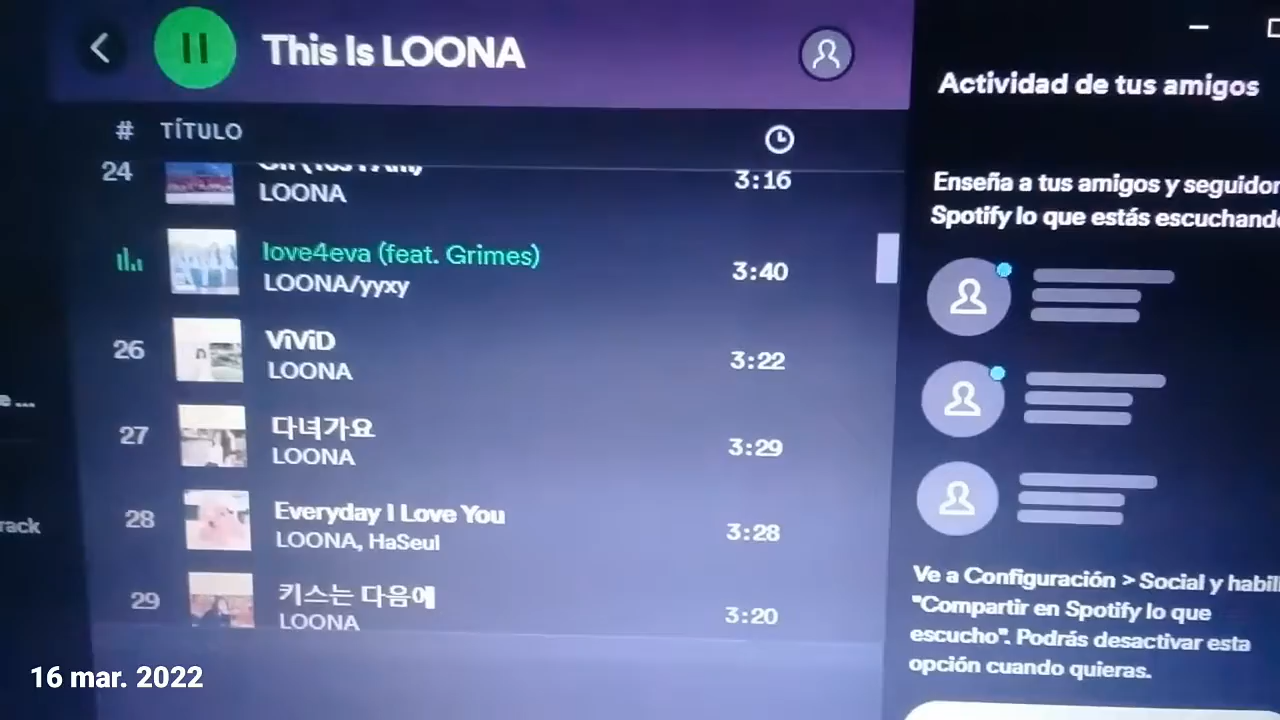 This Is LOONA
# TÍTULO
24
LOONA
3:16
love4eva (feat. Grimes)
LOONA/yyxy
3:40
26
ViViD
LOONA
3:22
27
다녀가요
LOONA
3:29
28
Everyday I Love You
LOONA, HaSeul
3:28
29
키스는 다음에
LOONA
3:20
e ...
rack
Actividad de tus amigos
Enseña a tus amigos y seguidor
Spotify lo que estás escuchand
Ve a Configuración > Social y habil
"Compartir en Spotify lo que
escucho". Podrás desactivar esta
opción cuando quieras.
16 mar. 2022